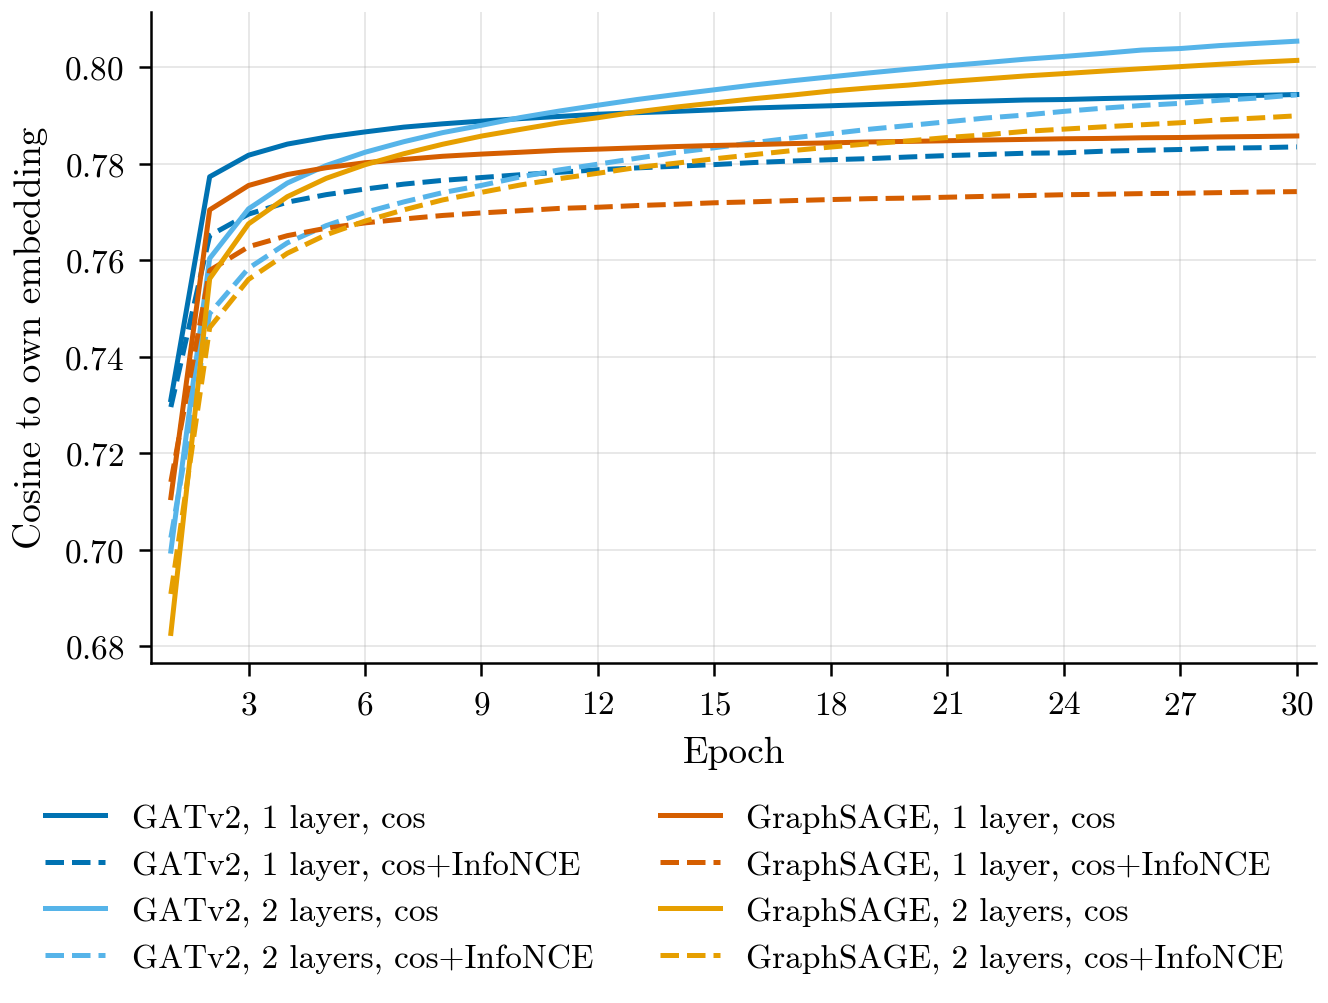 0.80
0.78
0.76
0.74
0.72
0.70
0.68
Cosine to own embedding
3 6 9 12 15 18 21 24 27 30
Epoch
GATv2, 1 layer, cos
GATv2, 1 layer, cos+InfoNCE
GATv2, 2 layers, cos
GATv2, 2 layers, cos+InfoNCE
GraphSAGE, 1 layer, cos
GraphSAGE, 1 layer, cos+InfoNCE
GraphSAGE, 2 layers, cos
GraphSAGE, 2 layers, cos+InfoNCE